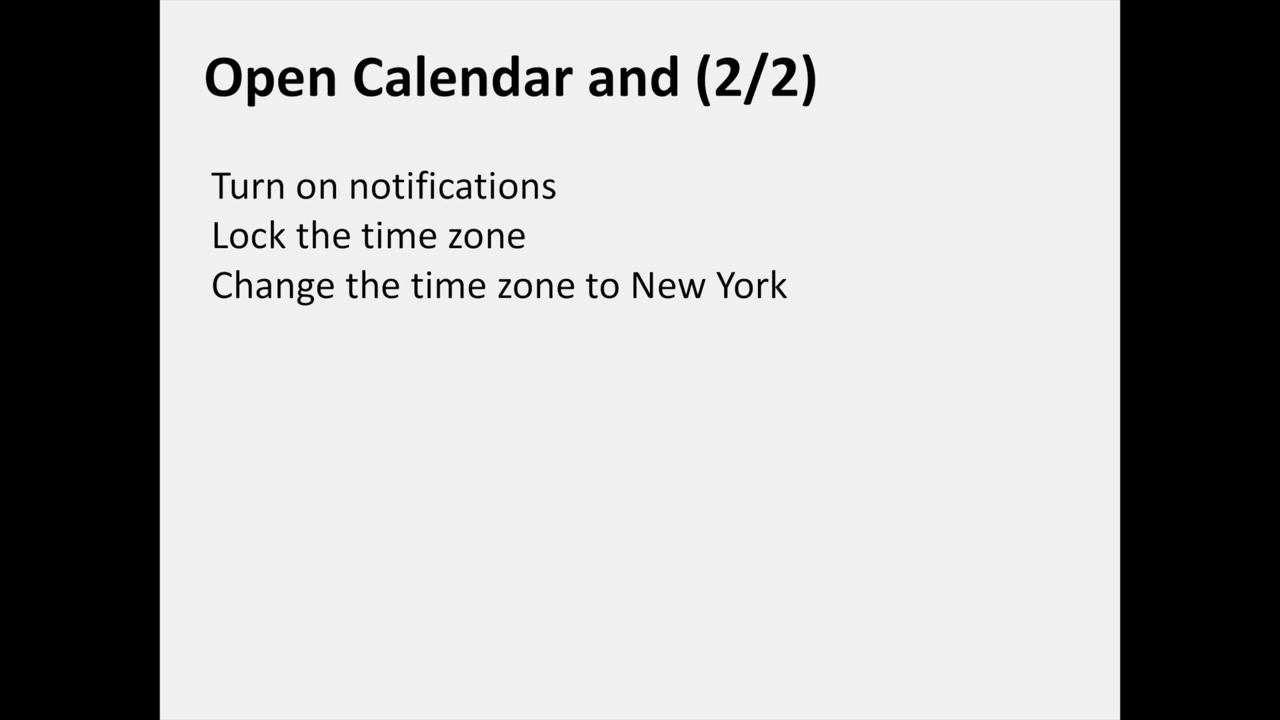 Open Calendar and (2/2)
Turn on notifications
Lock the time zone
Change the time zone to New York